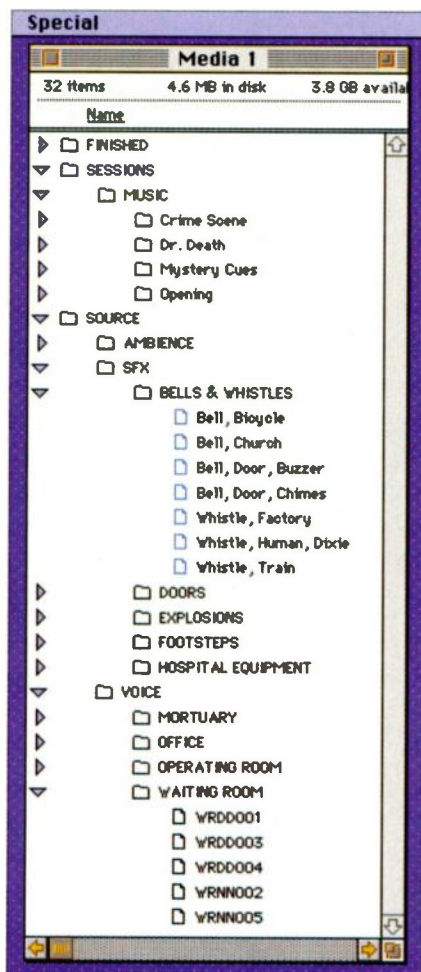 Special
Media 1
32 items 4.6 MB in disk 3.8 GB availa
Name
FINISHED
SESSIONS
MUSIC
Crime Scene
Dr. Death
Mystery Cues
Opening
SOURCE
AMBIENCE
SFX
BELLS & WHISTLES
Bell, Bicycle
Bell, Church
Bell, Door, Buzzer
Bell, Door, Chimes
Whistle, Factory
Whistle, Human, Dixie
Whistle, Train
DOORS
EXPLOSIONS
FOOTSTEPS
HOSPITAL EQUIPMENT
VOICE
MORTUARY
OFFICE
OPERATING ROOM
WAITING ROOM
WRDD001
WRDD003
WRDD004
WRNN002
WRNN005